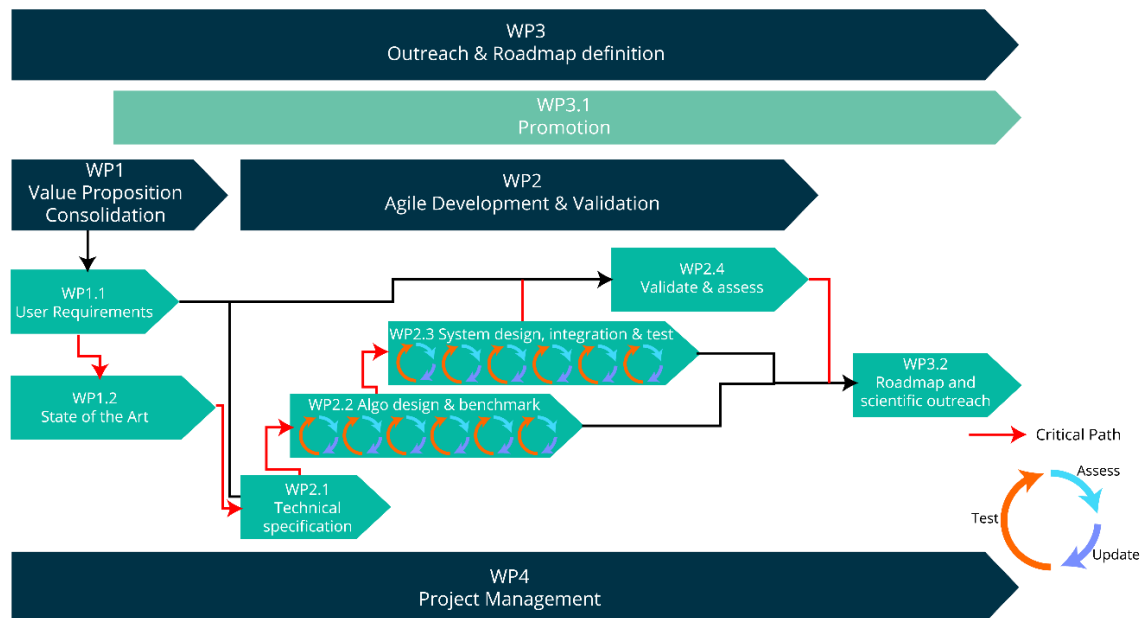 WP3
Outreach & Roadmap definition
WP3.1
Promotion
WP1
Value Proposition
Consolidation
WP2
Agile Development & Validation
WP1.1
User Requirements
WP2.4
Validate & assess
WP2.3 System design, integration & test
WP3.2
Roadmap and
scientific outreach
WP1.2
State of the Art
WP2.2 Algo design & benchmark
Critical Path
WP2.1
Technical
specification
Assess
Test
Update
WP4
Project Management